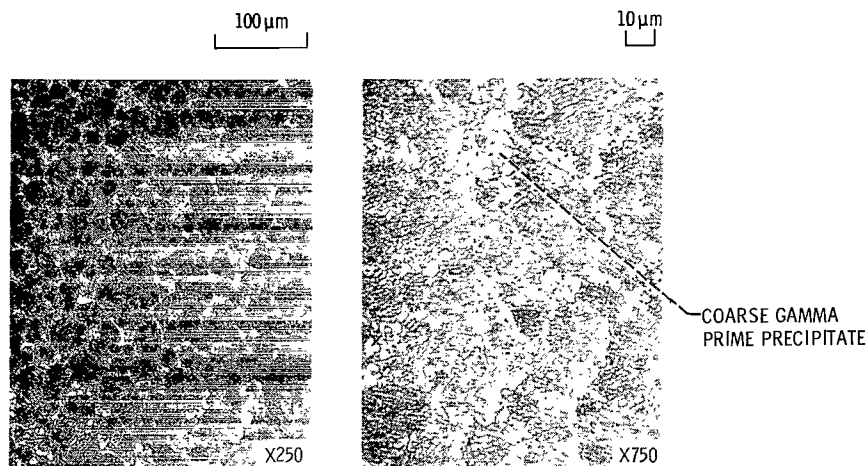 100 μm
10 μm
COARSE GAMMA
PRIME PRECIPITATE
X250
X750